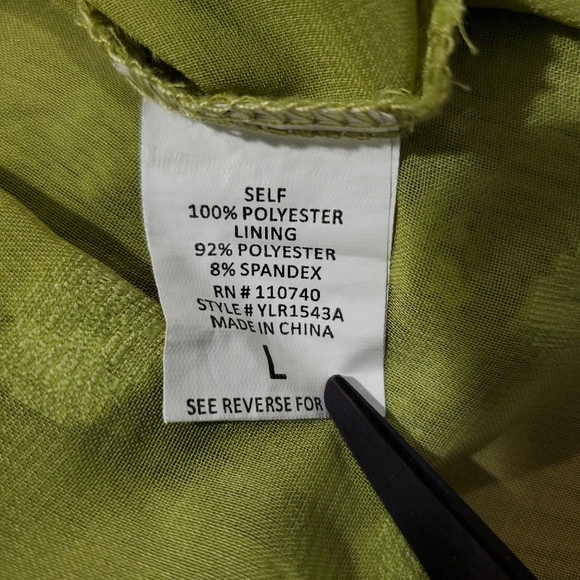 SELF
100% POLYESTER
LINING
92% POLYESTER
8% SPANDEX
RN # 110740
STYLE # YLR1543A
MADE IN CHINA
L
SEE REVERSE FOR